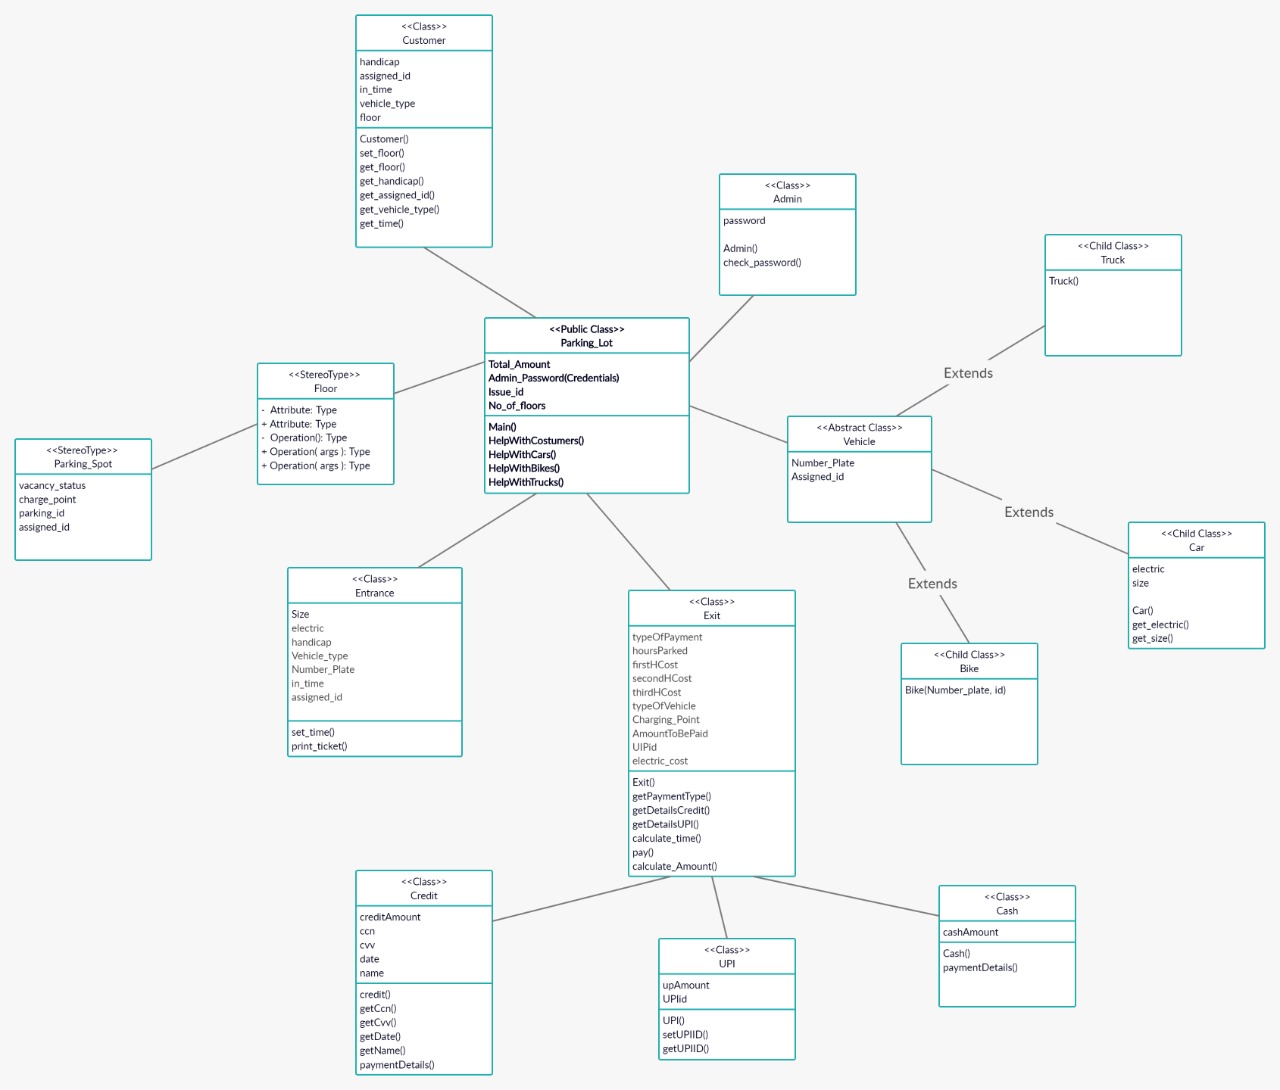 <<Class>>
Customer
handicap
assigned_id
in_time
vehicle_type
floor
Customer()
set_floor()
get_floor()
get_handicap()
get_assigned_id()
get_vehicle_type()
get_time()
<<Class>>
Admin
password
Admin()
check_password()
<<Child Class>>
Truck
Truck()
<<Public Class>>
Parking_Lot
Total_Amount
Admin_Password(Credentials)
Issue_id
No_of_floors
Main()
HelpWithCostumers()
HelpWithCars()
HelpWithBikes()
HelpWithTrucks()
<<StereoType>>
Floor
- Attribute: Type
+ Attribute: Type
- Operation(): Type
+ Operation( args ): Type
+ Operation( args ): Type
<<StereoType>>
Parking_Spot
vacancy_status
charge_point
parking_id
assigned_id
Extends
<<Abstract Class>>
Vehicle
Number_Plate
Assigned_id
Extends
<<Child Class>>
Car
electric
size
Car()
get_electric()
get_size()
Extends
<<Child Class>>
Bike
Bike(Number_plate, id)
<<Class>>
Entrance
Size
electric
handicap
Vehicle_type
Number_Plate
in_time
assigned_id
set_time()
print_ticket()
<<Class>>
Exit
typeOfPayment
hoursParked
firstHCost
secondHCost
thirdHCost
typeOfVehicle
Charging_Point
AmountToBePaid
UIPid
electric_cost
Exit()
getPaymentType()
getDetailsCredit()
getDetailsUPI()
calculate_time()
pay()
calculate_Amount()
<<Class>>
Credit
creditAmount
ccn
cvv
date
name
credit()
getCcn()
getCvv()
getDate()
getName()
paymentDetails()
<<Class>>
UPI
upAmount
UPIid
UPI()
setUPIID()
getUPIID()
<<Class>>
Cash
cashAmount
Cash()
paymentDetails()